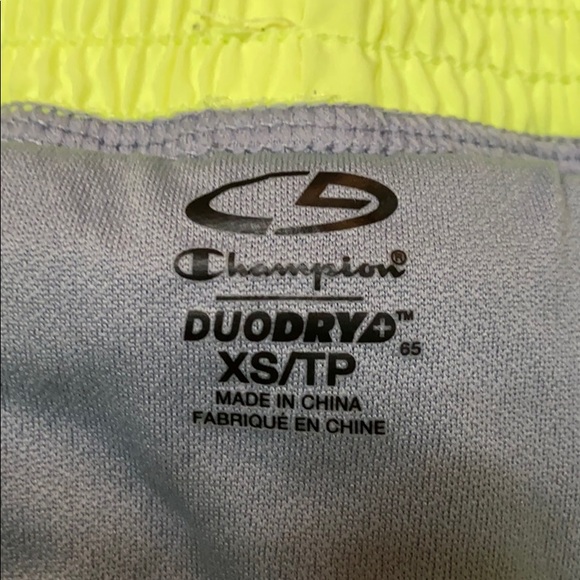 Champion®
DUODRY+™
65
XS/TP
MADE IN CHINA
FABRIQUÉ EN CHINE